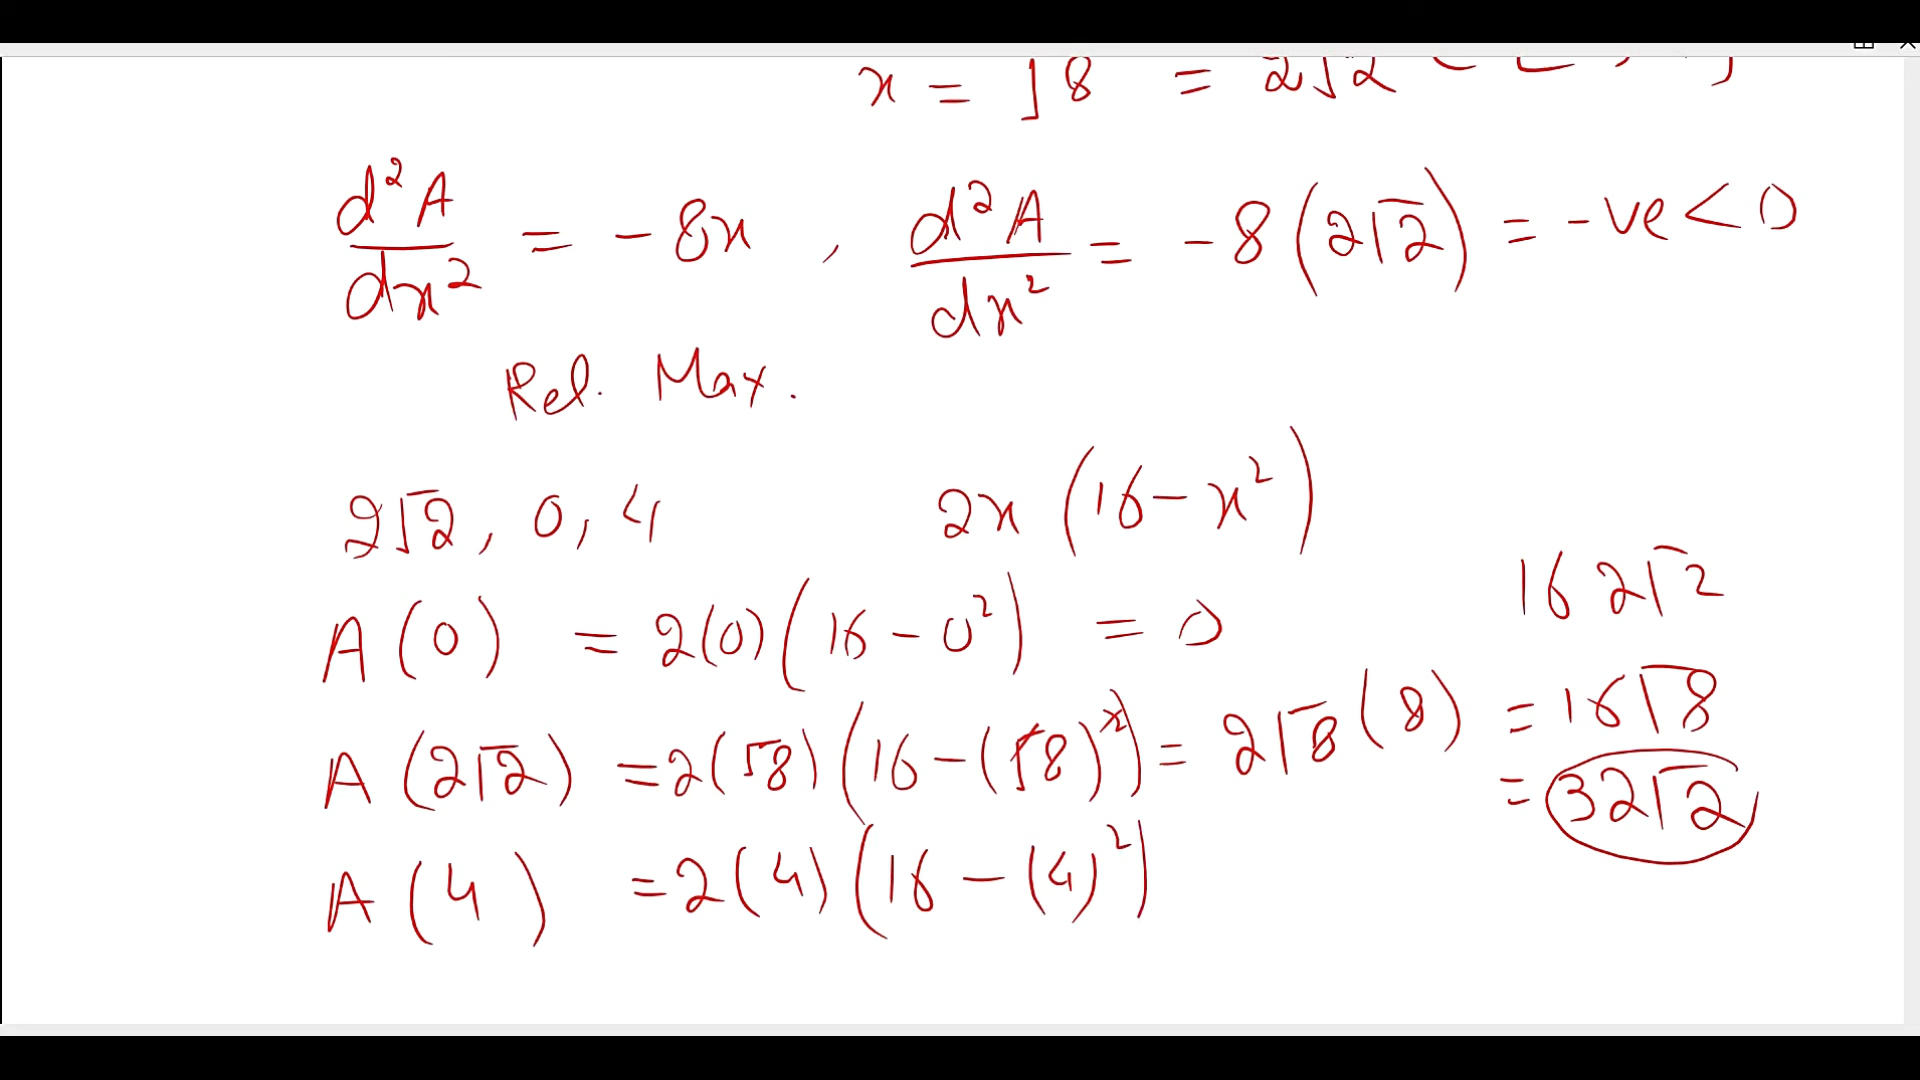 x = √8 = 2√2
d²A/dx² = -8x , d²A/dx² = -8(2√2) = -ve < 0
Rel. Max.
2√2, 0, 4 2x(16-x²)
16 2√2
A(0) = 2(0)(16-0²) = 0
A(2√2) = 2(√8)(16-(√8)²) = 2√8(8) = 16√8
= 32√2
A(4) = 2(4)(16-(4)²)